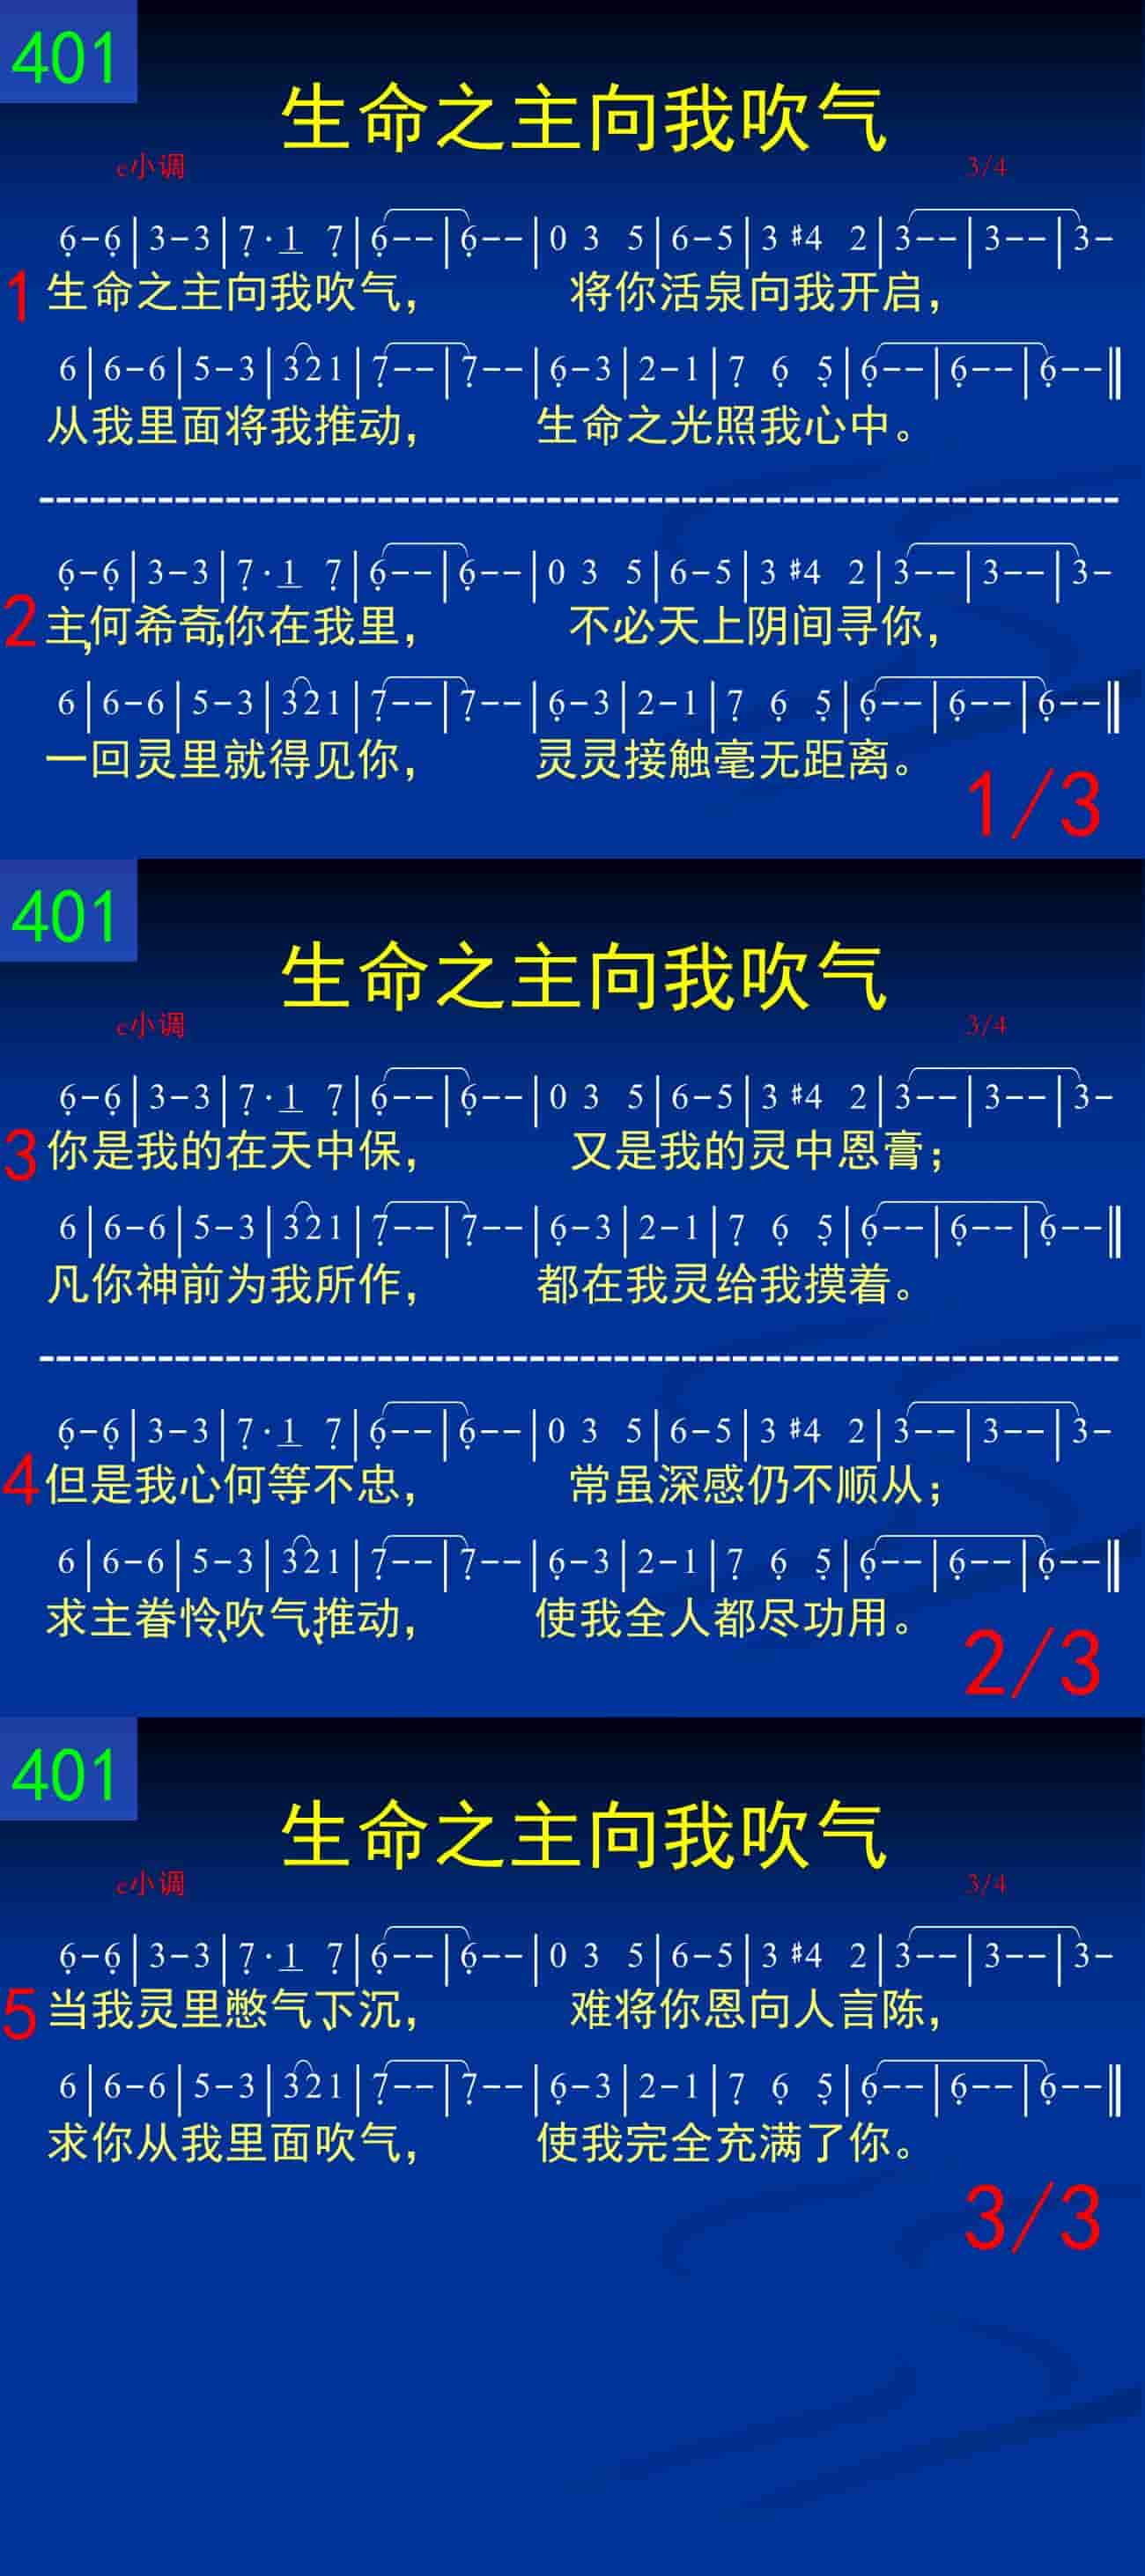 401
生命之主向我吹气
c小调 3/4
6̣-6̣|3-3|7̣·1 7̣|6̣--|6̣--|0 3 5|6-5|3 #4 2|3--|3--|3-
1 生命之主向我吹气， 将你活泉向我开启，
6|6-6|5-3|321|7̣--|7̣--|6̣-3|2-1|7̣ 6̣ 5̣|6̣--|6̣--|6̣--‖
从我里面将我推动， 生命之光照我心中。
6̣-6̣|3-3|7̣·1 7̣|6̣--|6̣--|0 3 5|6-5|3 #4 2|3--|3--|3-
2 主,何希奇,你在我里， 不必天上阴间寻你，
6|6-6|5-3|321|7̣--|7̣--|6̣-3|2-1|7̣ 6̣ 5̣|6̣--|6̣--|6̣--‖
一回灵里就得见你， 灵灵接触毫无距离。
1/3
401
生命之主向我吹气
c小调 3/4
6̣-6̣|3-3|7̣·1 7̣|6̣--|6̣--|0 3 5|6-5|3 #4 2|3--|3--|3-
3 你是我的在天中保， 又是我的灵中恩膏；
6|6-6|5-3|321|7̣--|7̣--|6̣-3|2-1|7̣ 6̣ 5̣|6̣--|6̣--|6̣--‖
凡你神前为我所作， 都在我灵给我摸着。
6̣-6̣|3-3|7̣·1 7̣|6̣--|6̣--|0 3 5|6-5|3 #4 2|3--|3--|3-
4 但是我心何等不忠， 常虽深感仍不顺从；
6|6-6|5-3|321|7̣--|7̣--|6̣-3|2-1|7̣ 6̣ 5̣|6̣--|6̣--|6̣--‖
求主眷怜、吹气、推动， 使我全人都尽功用。
2/3
401
生命之主向我吹气
c小调 3/4
6̣-6̣|3-3|7̣·1 7̣|6̣--|6̣--|0 3 5|6-5|3 #4 2|3--|3--|3-
5 当我灵里憋气、下沉， 难将你恩向人言陈，
6|6-6|5-3|321|7̣--|7̣--|6̣-3|2-1|7̣ 6̣ 5̣|6̣--|6̣--|6̣--‖
求你从我里面吹气， 使我完全充满了你。
3/3